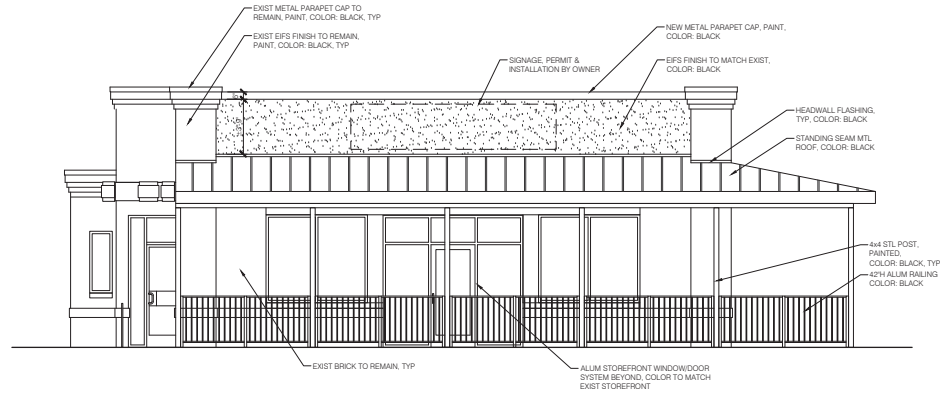 EXIST METAL PARAPET CAP TO
REMAIN, PAINT, COLOR: BLACK, TYP
EXIST EIFS FINISH TO REMAIN,
PAINT, COLOR: BLACK, TYP
SIGNAGE, PERMIT &
INSTALLATION BY OWNER
NEW METAL PARAPET CAP, PAINT,
COLOR: BLACK
EIFS FINISH TO MATCH EXIST,
COLOR: BLACK
HEADWALL FLASHING,
TYP, COLOR: BLACK
STANDING SEAM MTL
ROOF, COLOR: BLACK
4x4 STL POST,
PAINTED,
COLOR: BLACK, TYP
42"H ALUM RAILING
COLOR: BLACK
EXIST BRICK TO REMAIN, TYP
ALUM STOREFRONT WINDOW/DOOR
SYSTEM BEYOND, COLOR TO MATCH
EXIST STOREFRONT